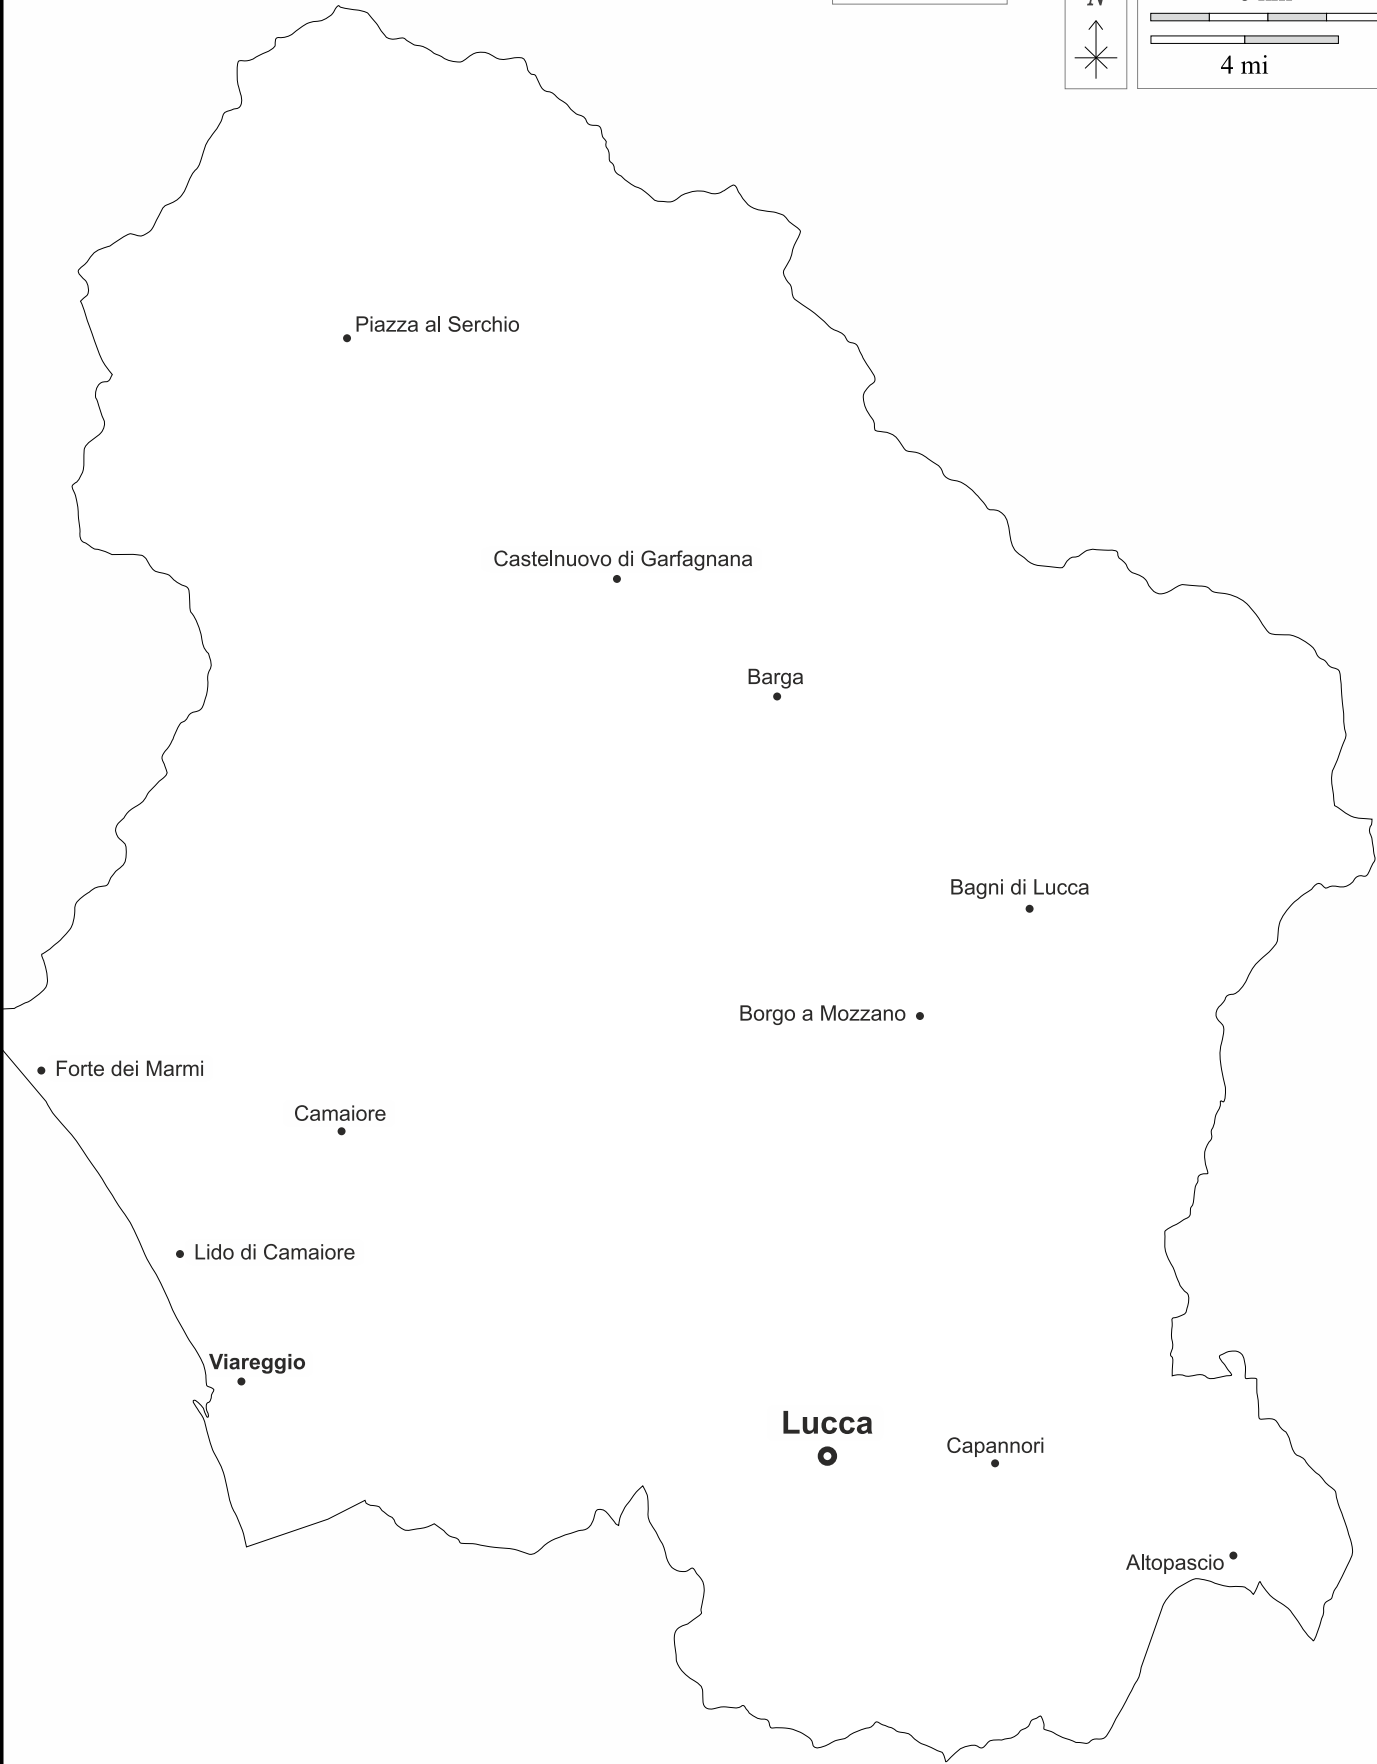 N
4 mi
Piazza al Serchio
Castelnuovo di Garfagnana
Barga
Bagni di Lucca
Borgo a Mozzano
Forte dei Marmi
Camaiore
Lido di Camaiore
Viareggio
Lucca
Capannori
Altopascio